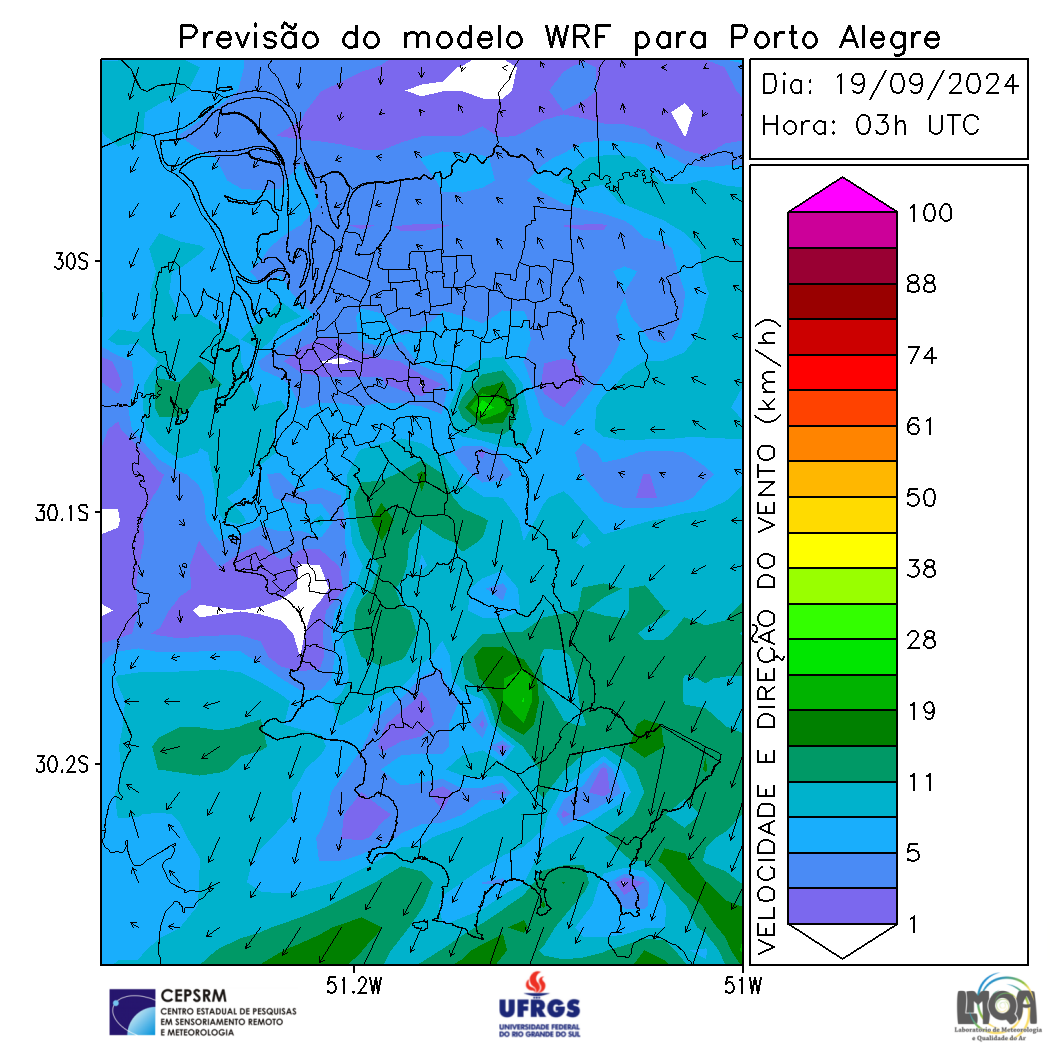 Previsão do modelo WRF para Porto Alegre
Dia: 19/09/2024
Hora: 03h UTC
30S
30.1S
30.2S
51.2W
51W
VELOCIDADE E DIREÇÃO DO VENTO (km/h)
100
88
74
61
50
38
28
19
11
5
1
CEPSRM
CENTRO ESTADUAL DE PESQUISAS
EM SENSORIAMENTO REMOTO
E METEOROLOGIA
UFRGS
UNIVERSIDADE FEDERAL
DO RIO GRANDE DO SUL
LMQA
Laboratório de Meteorologia
e Qualidade do Ar